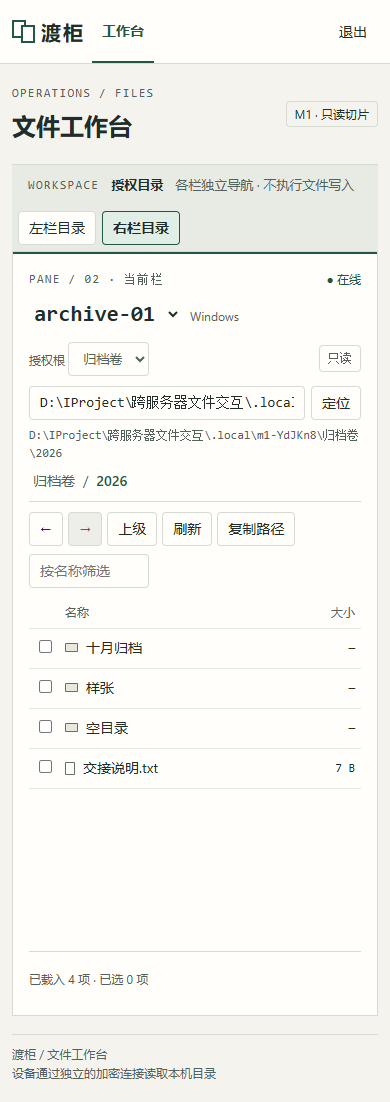 渡柜 工作台 退出
OPERATIONS / FILES
文件工作台
M1 · 只读切片
WORKSPACE 授权目录 各栏独立导航 · 不执行文件写入
左栏目录 右栏目录
PANE / 02 · 当前栏 ● 在线
archive-01 Windows
授权根 归档卷 只读
D:\IProject\跨服务器文件交互\.local 定位
D:\IProject\跨服务器文件交互\.local\m1-YdJKn8\归档卷
\2026
归档卷 / 2026
← → 上级 刷新 复制路径
按名称筛选
名称 大小
十月归档 —
样张 —
空目录 —
交接说明.txt 7 B
已载入 4 项 · 已选 0 项
渡柜 / 文件工作台
设备通过独立的加密连接读取本机目录